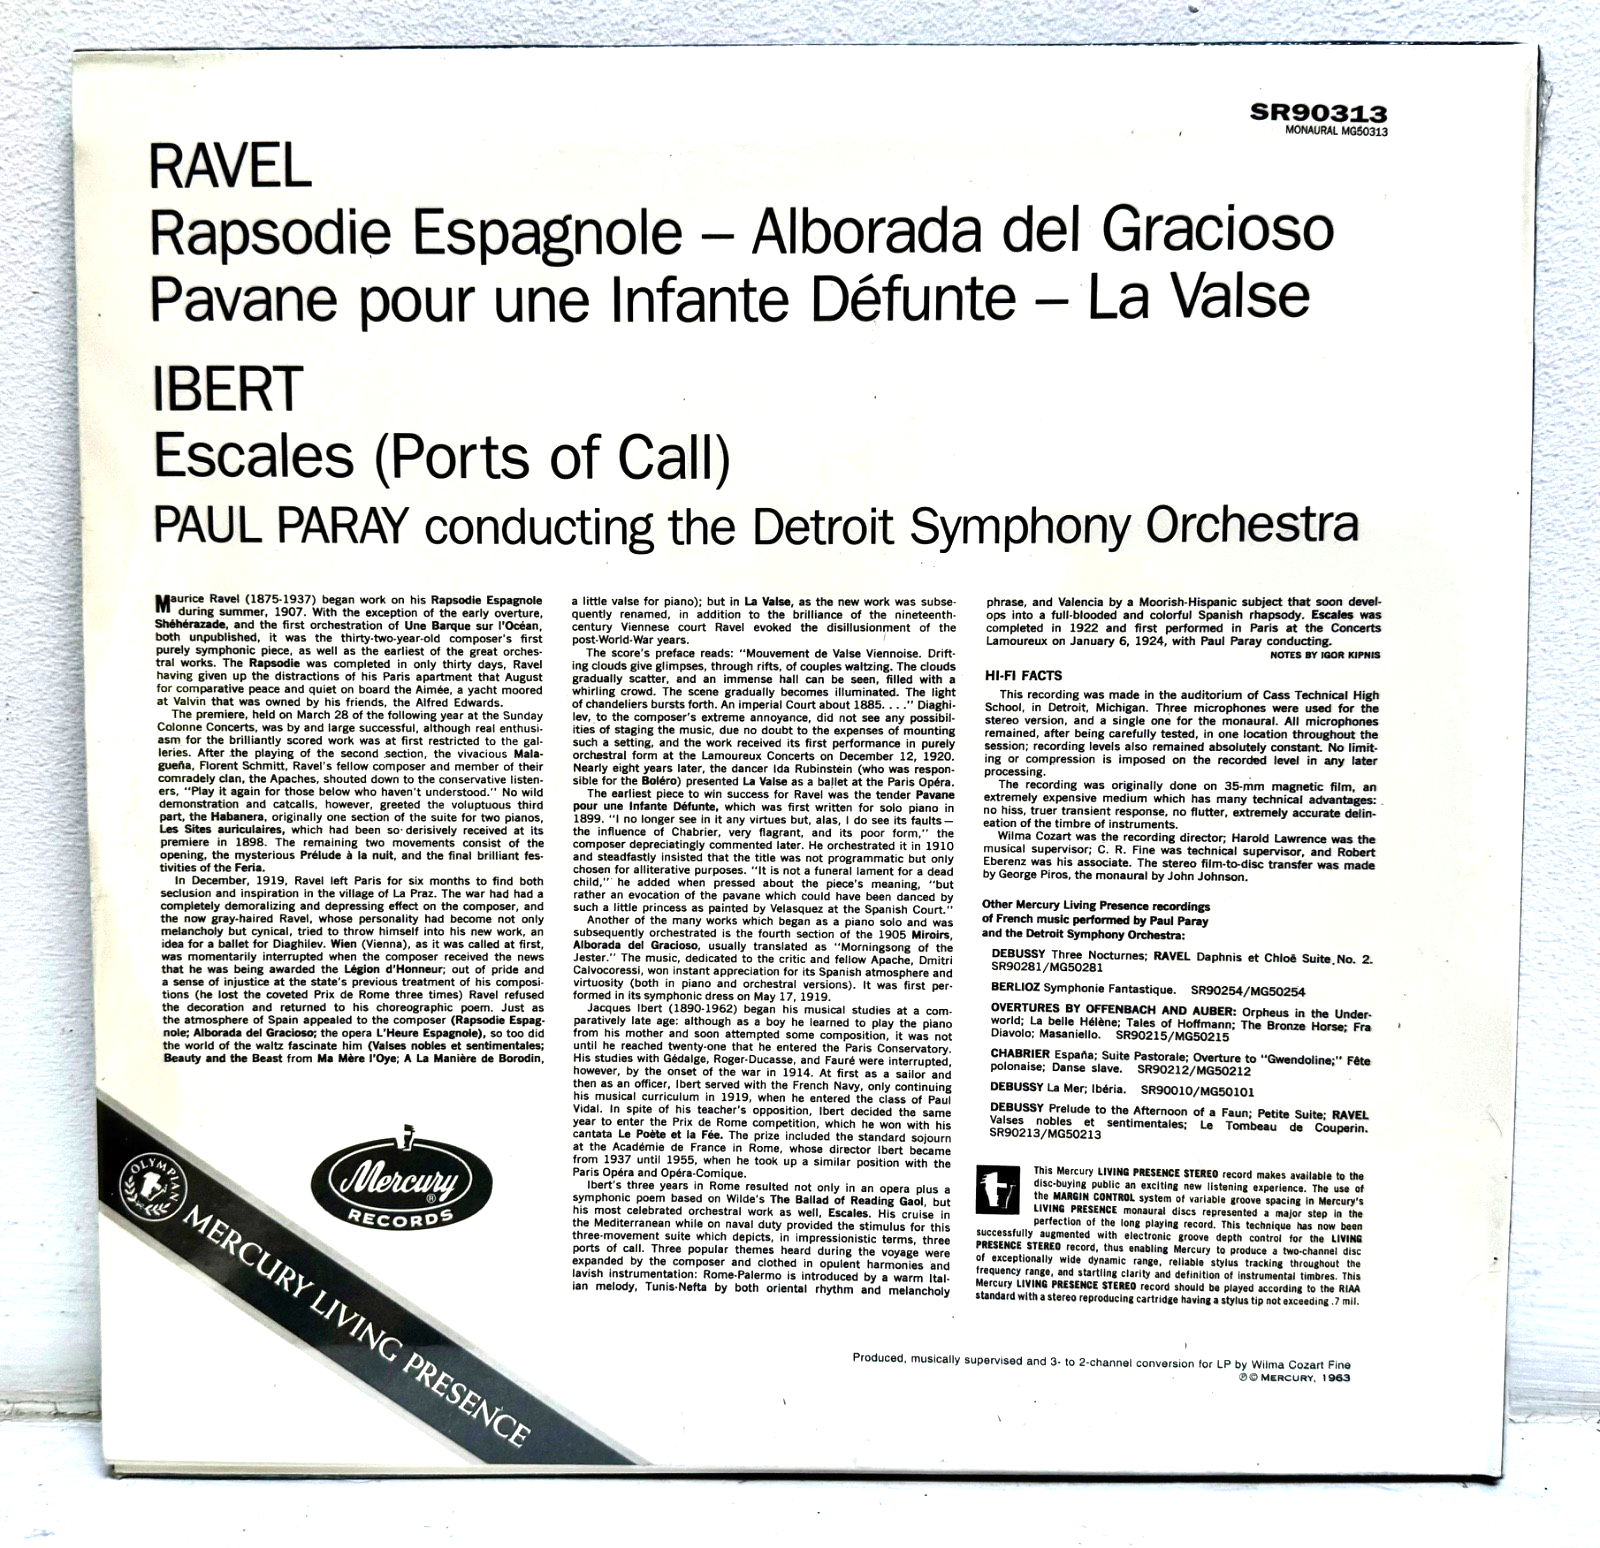 SR90313
MONAURAL MG50313
RAVEL
Rapsodie Espagnole – Alborada del Gracioso
Pavane pour une Infante Défunte – La Valse
IBERT
Escales (Ports of Call)
PAUL PARAY conducting the Detroit Symphony Orchestra
Maurice Ravel (1875-1937) began work on his Rapsodie Espagnole
during summer, 1907. With the exception of the early overture,
Shéhérazade, and the first orchestration of Une Barque sur l'Océan,
both unpublished, it was the thirty-two-year-old composer's first
purely symphonic piece, as well as the earliest of the great orches-
tral works. The Rapsodie was completed in only thirty days, Ravel
having given up the distractions of his Paris apartment that August
for comparative peace and quiet on board the Aimée, a yacht moored
at Valvin that was owned by his friends, the Alfred Edwards.
The premiere, held on March 28 of the following year at the Sunday
Colonne Concerts, was by and large successful, although real enthusi-
asm for the brilliantly scored work was at first restricted to the gal-
leries. After the playing of the second section, the vivacious Mala-
gueña, Florent Schmitt, Ravel's fellow composer and member of their
comradely clan, the Apaches, shouted down to the conservative listen-
ers, "Play it again for those below who haven't understood." No wild
demonstration and catcalls, however, greeted the voluptuous third
part, the Habanera, originally one section of the suite for two pianos,
Les Sites auriculaires, which had been so derisively received at its
premiere in 1898. The remaining two movements consist of the
opening, the mysterious Prélude à la nuit, and the final brilliant fes-
tivities of the Feria.
In December, 1919, Ravel left Paris for six months to find both
seclusion and inspiration in the village of La Praz. The war had had a
completely demoralizing and depressing effect on the composer, and
the now gray-haired Ravel, whose personality had become not only
melancholy but cynical, tried to throw himself into his new work, an
idea for a ballet for Diaghilev. Wien (Vienna), as it was called at first,
was momentarily interrupted when the composer received the news
that he was being awarded the Légion d'Honneur; out of pride and
a sense of injustice at the state's previous treatment of his composi-
tions (he lost the coveted Prix de Rome three times) Ravel refused
the decoration and returned to his choreographic poem. Just as
the atmosphere of Spain appealed to the composer (Rapsodie Espag-
nole; Alborada del Gracioso; the opera L'Heure Espagnole), so too did
the world of the waltz fascinate him (Valses nobles et sentimentales;
Beauty and the Beast from Ma Mère l'Oye; A La Manière de Borodin,
a little valse for piano); but in La Valse, as the new work was subse-
quently renamed, in addition to the brilliance of the nineteenth-
century Viennese court Ravel evoked the disillusionment of the
post-World-War years.
The score's preface reads: "Mouvement de Valse Viennoise. Drift-
ing clouds give glimpses, through rifts, of couples waltzing. The clouds
gradually scatter, and an immense hall can be seen, filled with a
whirling crowd. The scene gradually becomes illuminated. The light
of chandeliers bursts forth. An imperial Court about 1885. . . ." Diaghi-
lev, to the composer's extreme annoyance, did not see any possibil-
ities of staging the music, due no doubt to the expenses of mounting
such a setting, and the work received its first performance in purely
orchestral form at the Lamoureux Concerts on December 12, 1920.
Nearly eight years later, the dancer Ida Rubinstein (who was respon-
sible for the Boléro) presented La Valse as a ballet at the Paris Opéra.
The earliest piece to win success for Ravel was the tender Pavane
pour une Infante Défunte, which was first written for solo piano in
1899. "I no longer see in it any virtues but, alas, I do see its faults—
the influence of Chabrier, very flagrant, and its poor form," the
composer depreciatingly commented later. He orchestrated it in 1910
and steadfastly insisted that the title was not programmatic but only
chosen for alliterative purposes. "It is not a funeral lament for a dead
child," he added when pressed about the piece's meaning, "but
rather an evocation of the pavane which could have been danced by
such a little princess as painted by Velasquez at the Spanish Court."
Another of the many works which began as a piano solo and was
subsequently orchestrated is the fourth section of the 1905 Miroirs,
Alborada del Gracioso, usually translated as "Morningsong of the
Jester." The music, dedicated to the critic and fellow Apache, Dmitri
Calvocoressi, won instant appreciation for its Spanish atmosphere and
virtuosity (both in piano and orchestral versions). It was first per-
formed in its symphonic dress on May 17, 1919.
Jacques Ibert (1890-1962) began his musical studies at a com-
paratively late age: although as a boy he learned to play the piano
from his mother and soon attempted some composition, it was not
until he reached twenty-one that he entered the Paris Conservatory.
His studies with Gédalge, Roger-Ducasse, and Fauré were interrupted,
however, by the onset of the war in 1914. At first as a sailor and
then as an officer, Ibert served with the French Navy, only continuing
his musical curriculum in 1919, when he entered the class of Paul
Vidal. In spite of his teacher's opposition, Ibert decided the same
year to enter the Prix de Rome competition, which he won with his
cantata Le Poète et la Fée. The prize included the standard sojourn
at the Académie de France in Rome, whose director Ibert became
from 1937 until 1955, when he took up a similar position with the
Paris Opéra and Opéra-Comique.
Ibert's three years in Rome resulted not only in an opera plus a
symphonic poem based on Wilde's The Ballad of Reading Gaol, but
his most celebrated orchestral work as well, Escales. His cruise in
the Mediterranean while on naval duty provided the stimulus for this
three-movement suite which depicts, in impressionistic terms, three
ports of call. Three popular themes heard during the voyage were
expanded by the composer and clothed in opulent harmonies and
lavish instrumentation: Rome-Palermo is introduced by a warm Ital-
ian melody, Tunis-Nefta by both oriental rhythm and melancholy
phrase, and Valencia by a Moorish-Hispanic subject that soon devel-
ops into a full-blooded and colorful Spanish rhapsody. Escales was
completed in 1922 and first performed in Paris at the Concerts
Lamoureux on January 6, 1924, with Paul Paray conducting.
NOTES BY IGOR KIPNIS
HI-FI FACTS
This recording was made in the auditorium of Cass Technical High
School, in Detroit, Michigan. Three microphones were used for the
stereo version, and a single one for the monaural. All microphones
remained, after being carefully tested, in one location throughout the
session; recording levels also remained absolutely constant. No limit-
ing or compression is imposed on the recorded level in any later
processing.
The recording was originally done on 35-mm magnetic film, an
extremely expensive medium which has many technical advantages:
no hiss, truer transient response, no flutter, extremely accurate delin-
eation of the timbre of instruments.
Wilma Cozart was the recording director; Harold Lawrence was the
musical supervisor; C. R. Fine was technical supervisor, and Robert
Eberenz was his associate. The stereo film-to-disc transfer was made
by George Piros, the monaural by John Johnson.
Other Mercury Living Presence recordings
of French music performed by Paul Paray
and the Detroit Symphony Orchestra:
DEBUSSY Three Nocturnes; RAVEL Daphnis et Chloë Suite No. 2.
SR90281/MG50281
BERLIOZ Symphonie Fantastique. SR90254/MG50254
OVERTURES BY OFFENBACH AND AUBER: Orpheus in the Under-
world; La belle Hélène; Tales of Hoffmann; The Bronze Horse; Fra
Diavolo; Masaniello. SR90215/MG50215
CHABRIER España; Suite Pastorale; Overture to "Gwendoline;" Fête
polonaise; Danse slave. SR90212/MG50212
DEBUSSY La Mer; Ibéria. SR90010/MG50101
DEBUSSY Prelude to the Afternoon of a Faun; Petite Suite; RAVEL
Valses nobles et sentimentales; Le Tombeau de Couperin.
SR90213/MG50213
This Mercury LIVING PRESENCE STEREO record makes available to the
disc-buying public an exciting new listening experience. The use of
the MARGIN CONTROL system of variable groove spacing in Mercury's
LIVING PRESENCE monaural discs represented a major step in the
perfection of the long playing record. This technique has now been
successfully augmented with electronic groove depth control for the LIVING
PRESENCE STEREO record, thus enabling Mercury to produce a two-channel disc
of exceptionally wide dynamic range, reliable stylus tracking throughout the
frequency range, and startling clarity and definition of instrumental timbres. This
Mercury LIVING PRESENCE STEREO record should be played according to the RIAA
standard with a stereo reproducing cartridge having a stylus tip not exceeding .7 mil.
Mercury ®
RECORDS
OLYMPIAN
MERCURY LIVING PRESENCE
Produced, musically supervised and 3- to 2-channel conversion for LP by Wilma Cozart Fine
℗ © MERCURY, 1963